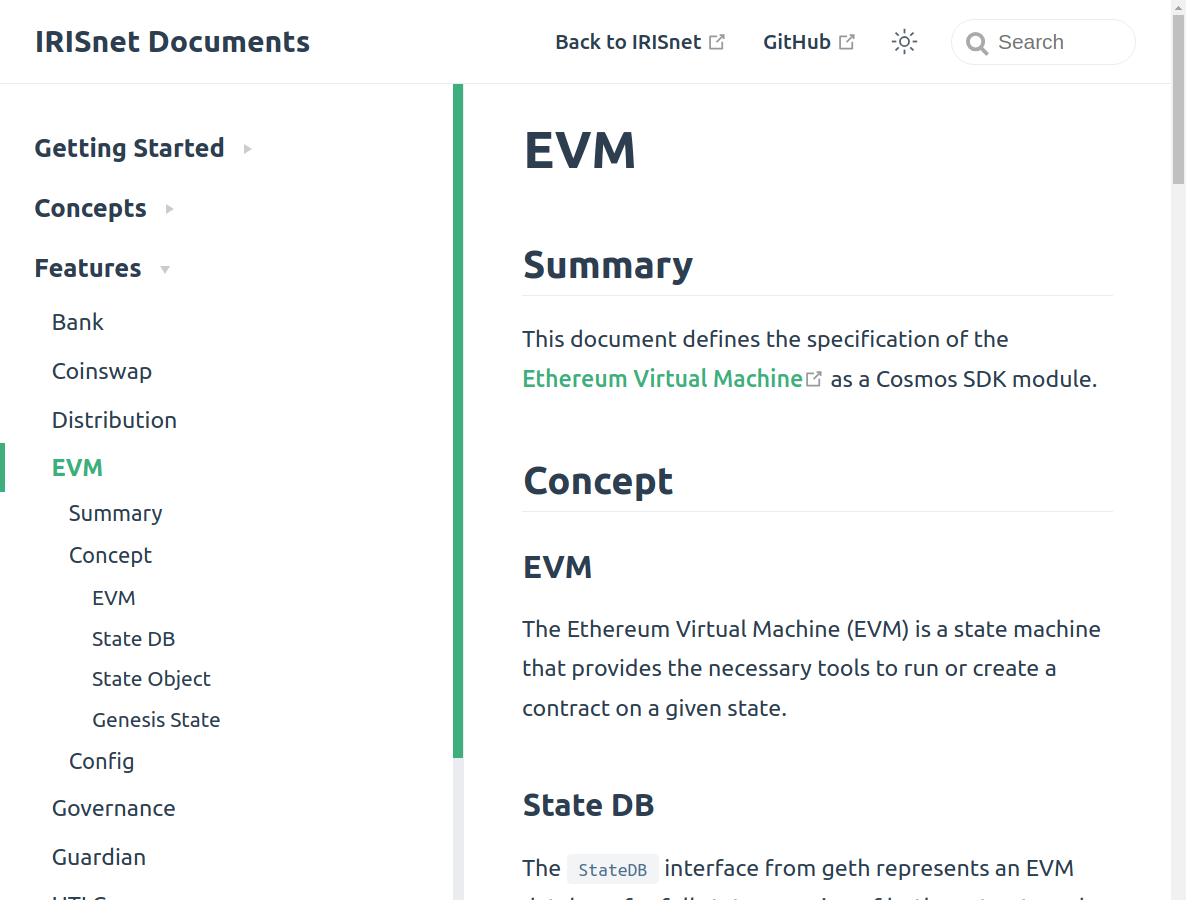 IRISnet Documents
Back to IRISnet
GitHub
Search
Getting Started
Concepts
Features
Bank
Coinswap
Distribution
EVM
Summary
Concept
EVM
State DB
State Object
Genesis State
Config
Governance
Guardian
EVM
Summary
This document defines the specification of the
Ethereum Virtual Machine as a Cosmos SDK module.
Concept
EVM
The Ethereum Virtual Machine (EVM) is a state machine
that provides the necessary tools to run or create a
contract on a given state.
State DB
The StateDB interface from geth represents an EVM